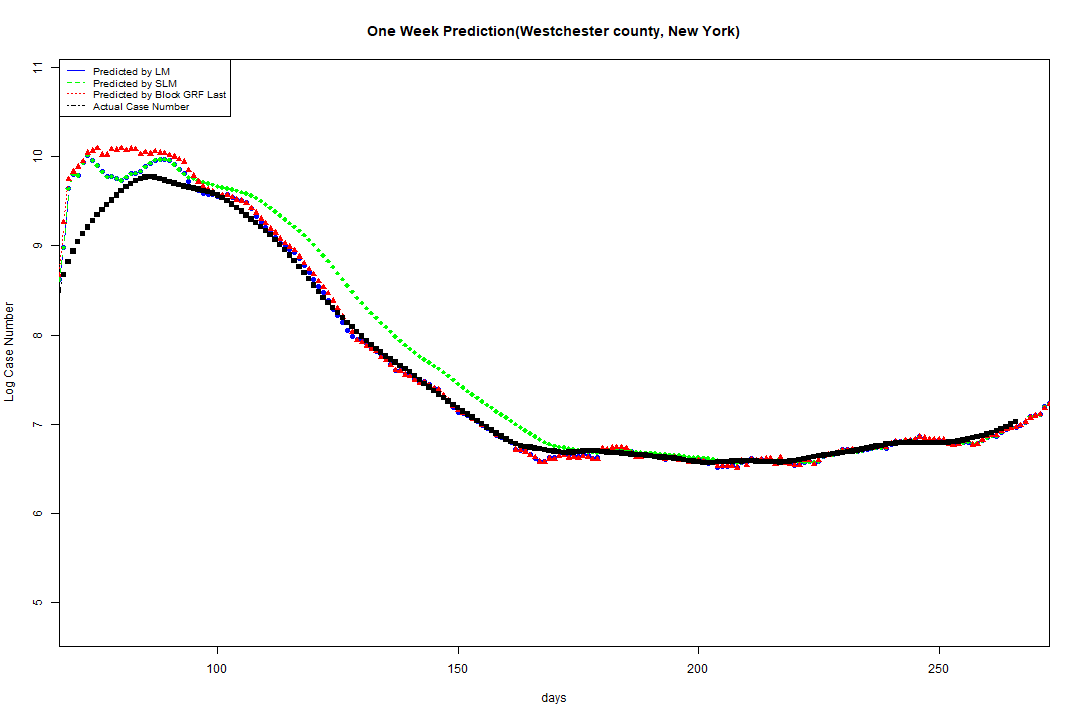 One Week Prediction(Westchester county, New York)
Predicted by LM
Predicted by SLM
Predicted by Block GRF Last
Actual Case Number
11
10
9
8
7
6
5
Log Case Number
100 150 200 250
days